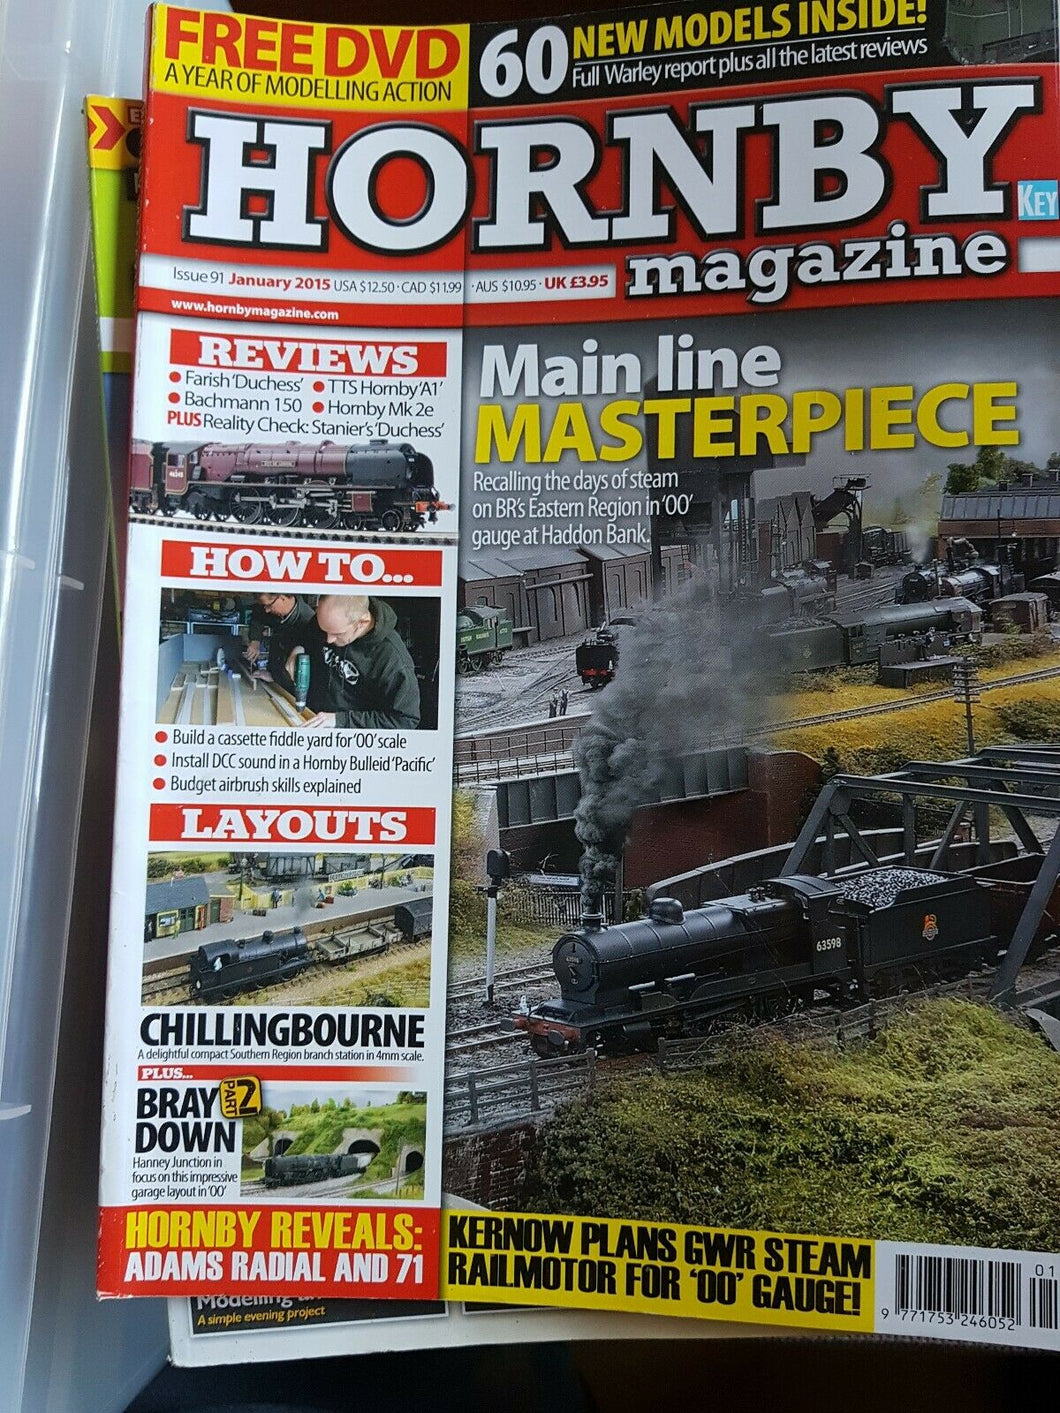 FREE DVD
A YEAR OF MODELLING ACTION
60 NEW MODELS INSIDE!
Full Warley report plus all the latest reviews
HORNBY
KEY
magazine
Issue 91 January 2015 USA $12.50 · CAD $11.99 · AUS $10.95 · UK £3.95
www.hornbymagazine.com
REVIEWS
• Farish 'Duchess' • TTS Hornby 'A1'
• Bachmann 150 • Hornby Mk 2e
PLUS Reality Check: Stanier's 'Duchess'
Main line
MASTERPIECE
Recalling the days of steam
on BR's Eastern Region in '00'
gauge at Haddon Bank.
HOW TO...
• Build a cassette fiddle yard for '00' scale
• Install DCC sound in a Hornby Bulleid 'Pacific'
• Budget airbrush skills explained
LAYOUTS
63598
CHILLINGBOURNE
A delightful compact Southern Region branch station in 4mm scale.
PLUS...
BRAY
DOWN
PART 2
Hanney Junction in
focus on this impressive
garage layout in '00'
HORNBY REVEALS:
ADAMS RADIAL AND 71
KERNOW PLANS GWR STEAM
RAILMOTOR FOR '00' GAUGE!
01
9 771753 246052
Modelling
A simple evening project